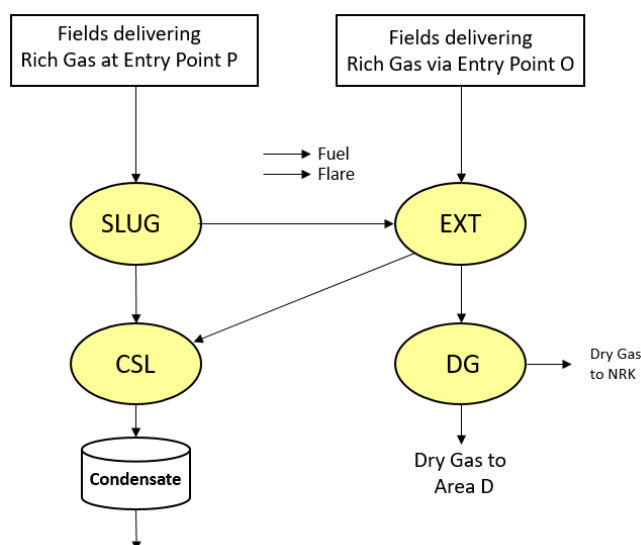 Fields delivering
Rich Gas at Entry Point P
Fields delivering
Rich Gas via Entry Point O
Fuel
Flare
SLUG
EXT
CSL
DG
Dry Gas
to NRK
Condensate
Dry Gas to
Area D